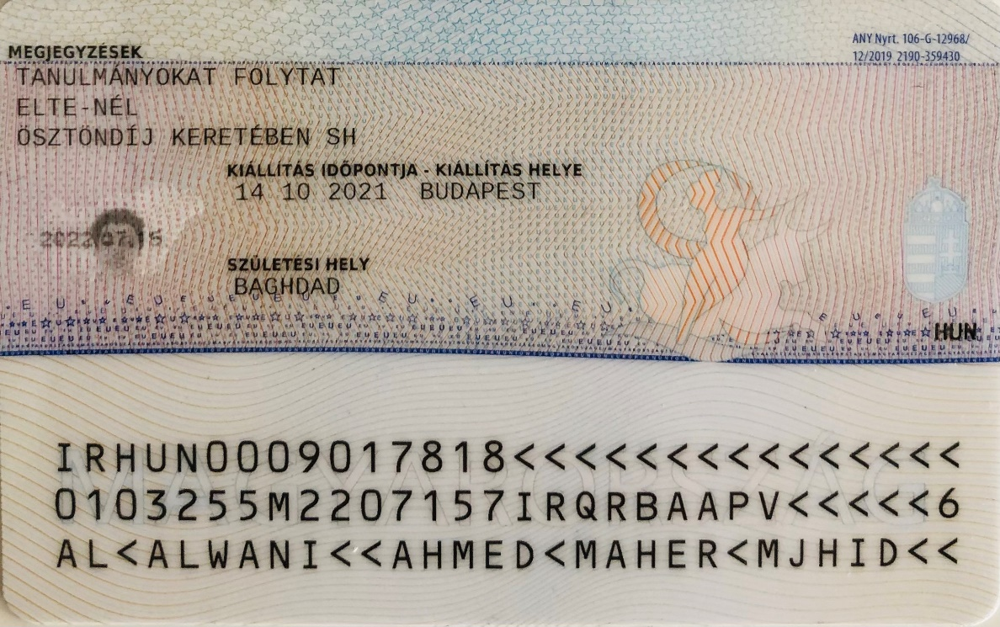 ANY Nyrt. 106-G-12968/
12/2019 2190-359430
MEGJEGYZÉSEK
TANULMÁNYOKAT FOLYTAT
ELTE-NÉL
ÖSZTÖNDÍJ KERETÉBEN SH
KIÁLLÍTÁS IDŐPONTJA - KIÁLLÍTÁS HELYE
14 10 2021 BUDAPEST
2022.07.15
SZÜLETÉSI HELY
BAGHDAD
HUN
IRHUN0009017818<<<<<<<<<<<<<<<
0103255M2207157IRQRBAAPV<<<<<6
AL<ALWANI<<AHMED<MAHER<MJHID<<